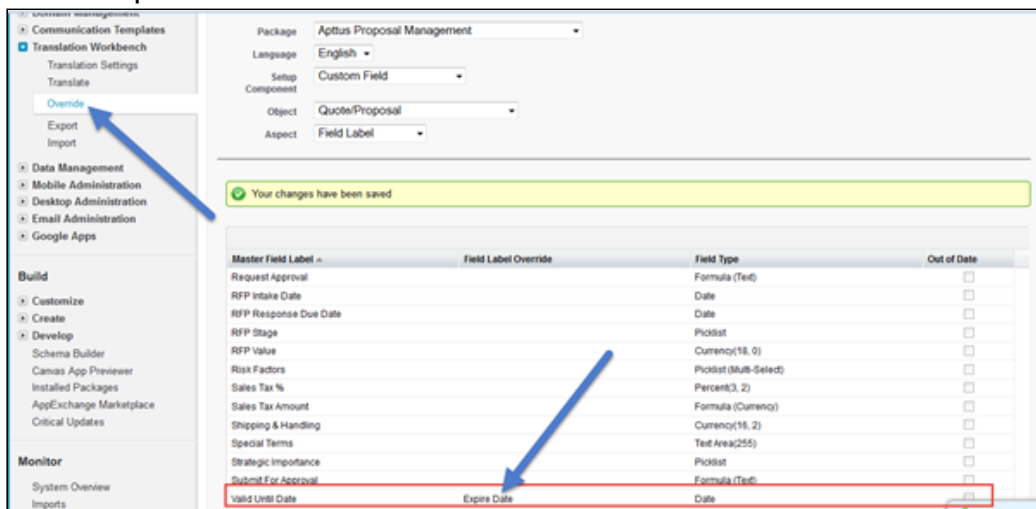 Domain Management
Communication Templates
Translation Workbench
Translation Settings
Translate
Override
Export
Import
Data Management
Mobile Administration
Desktop Administration
Email Administration
Google Apps
Build
Customize
Create
Develop
Schema Builder
Canvas App Previewer
Installed Packages
AppExchange Marketplace
Critical Updates
Monitor
System Overview
Imports
Package Apttus Proposal Management
Language English
Setup Component Custom Field
Object Quote/Proposal
Aspect Field Label
Your changes have been saved
Master Field Label Field Label Override Field Type Out of Date
Request Approval Formula (Text)
RFP Intake Date Date
RFP Response Due Date Date
RFP Stage Picklist
RFP Value Currency(18, 0)
Risk Factors Picklist (Multi-Select)
Sales Tax % Percent(3, 2)
Sales Tax Amount Formula (Currency)
Shipping & Handling Currency(16, 2)
Special Terms Text Area(255)
Strategic Importance Picklist
Submit For Approval Formula (Text)
Valid Until Date Expire Date Date